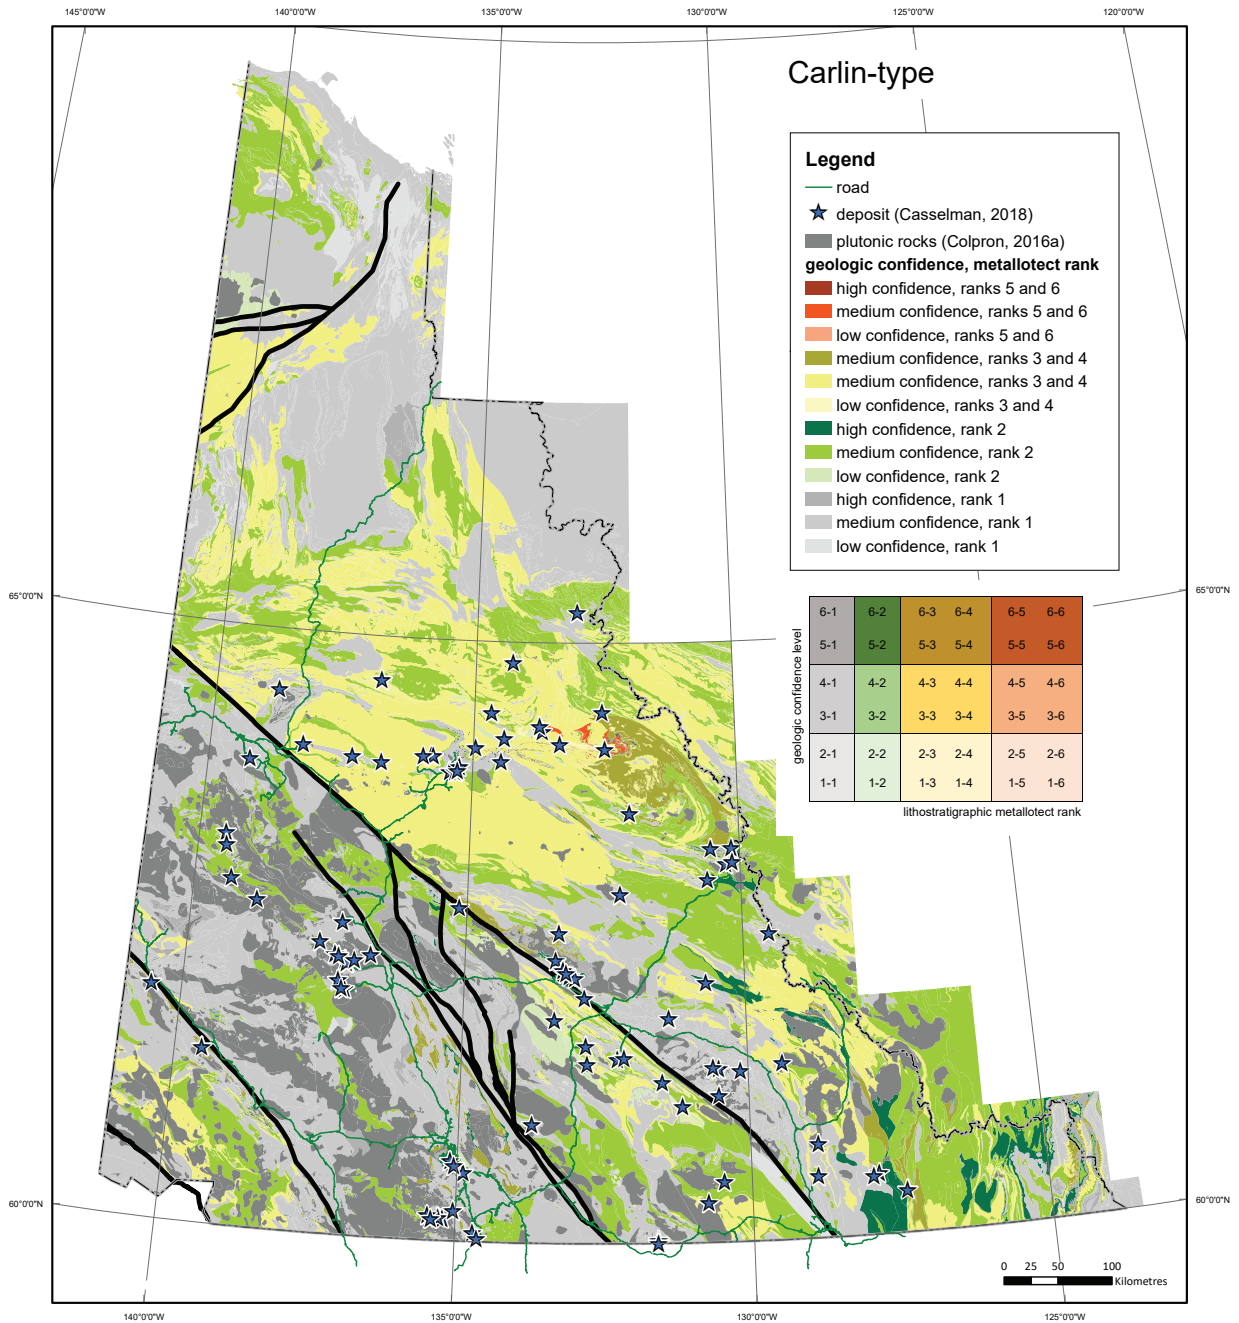 145°0'0"W
140°0'0"W
135°0'0"W
130°0'0"W
125°0'0"W
120°0'0"W
Carlin-type
Legend
road
deposit (Casselman, 2018)
plutonic rocks (Colpron, 2016a)
geologic confidence, metallotect rank
high confidence, ranks 5 and 6
medium confidence, ranks 5 and 6
low confidence, ranks 5 and 6
medium confidence, ranks 3 and 4
medium confidence, ranks 3 and 4
low confidence, ranks 3 and 4
high confidence, rank 2
medium confidence, rank 2
low confidence, rank 2
high confidence, rank 1
medium confidence, rank 1
low confidence, rank 1
65°0'0"N
65°0'0"N
geologic confidence level
6-1 6-2 6-3 6-4 6-5 6-6
5-1 5-2 5-3 5-4 5-5 5-6
4-1 4-2 4-3 4-4 4-5 4-6
3-1 3-2 3-3 3-4 3-5 3-6
2-1 2-2 2-3 2-4 2-5 2-6
1-1 1-2 1-3 1-4 1-5 1-6
lithostratigraphic metallotect rank
60°0'0"N
60°0'0"N
0 25 50 100
Kilometres
140°0'0"W
135°0'0"W
130°0'0"W
125°0'0"W